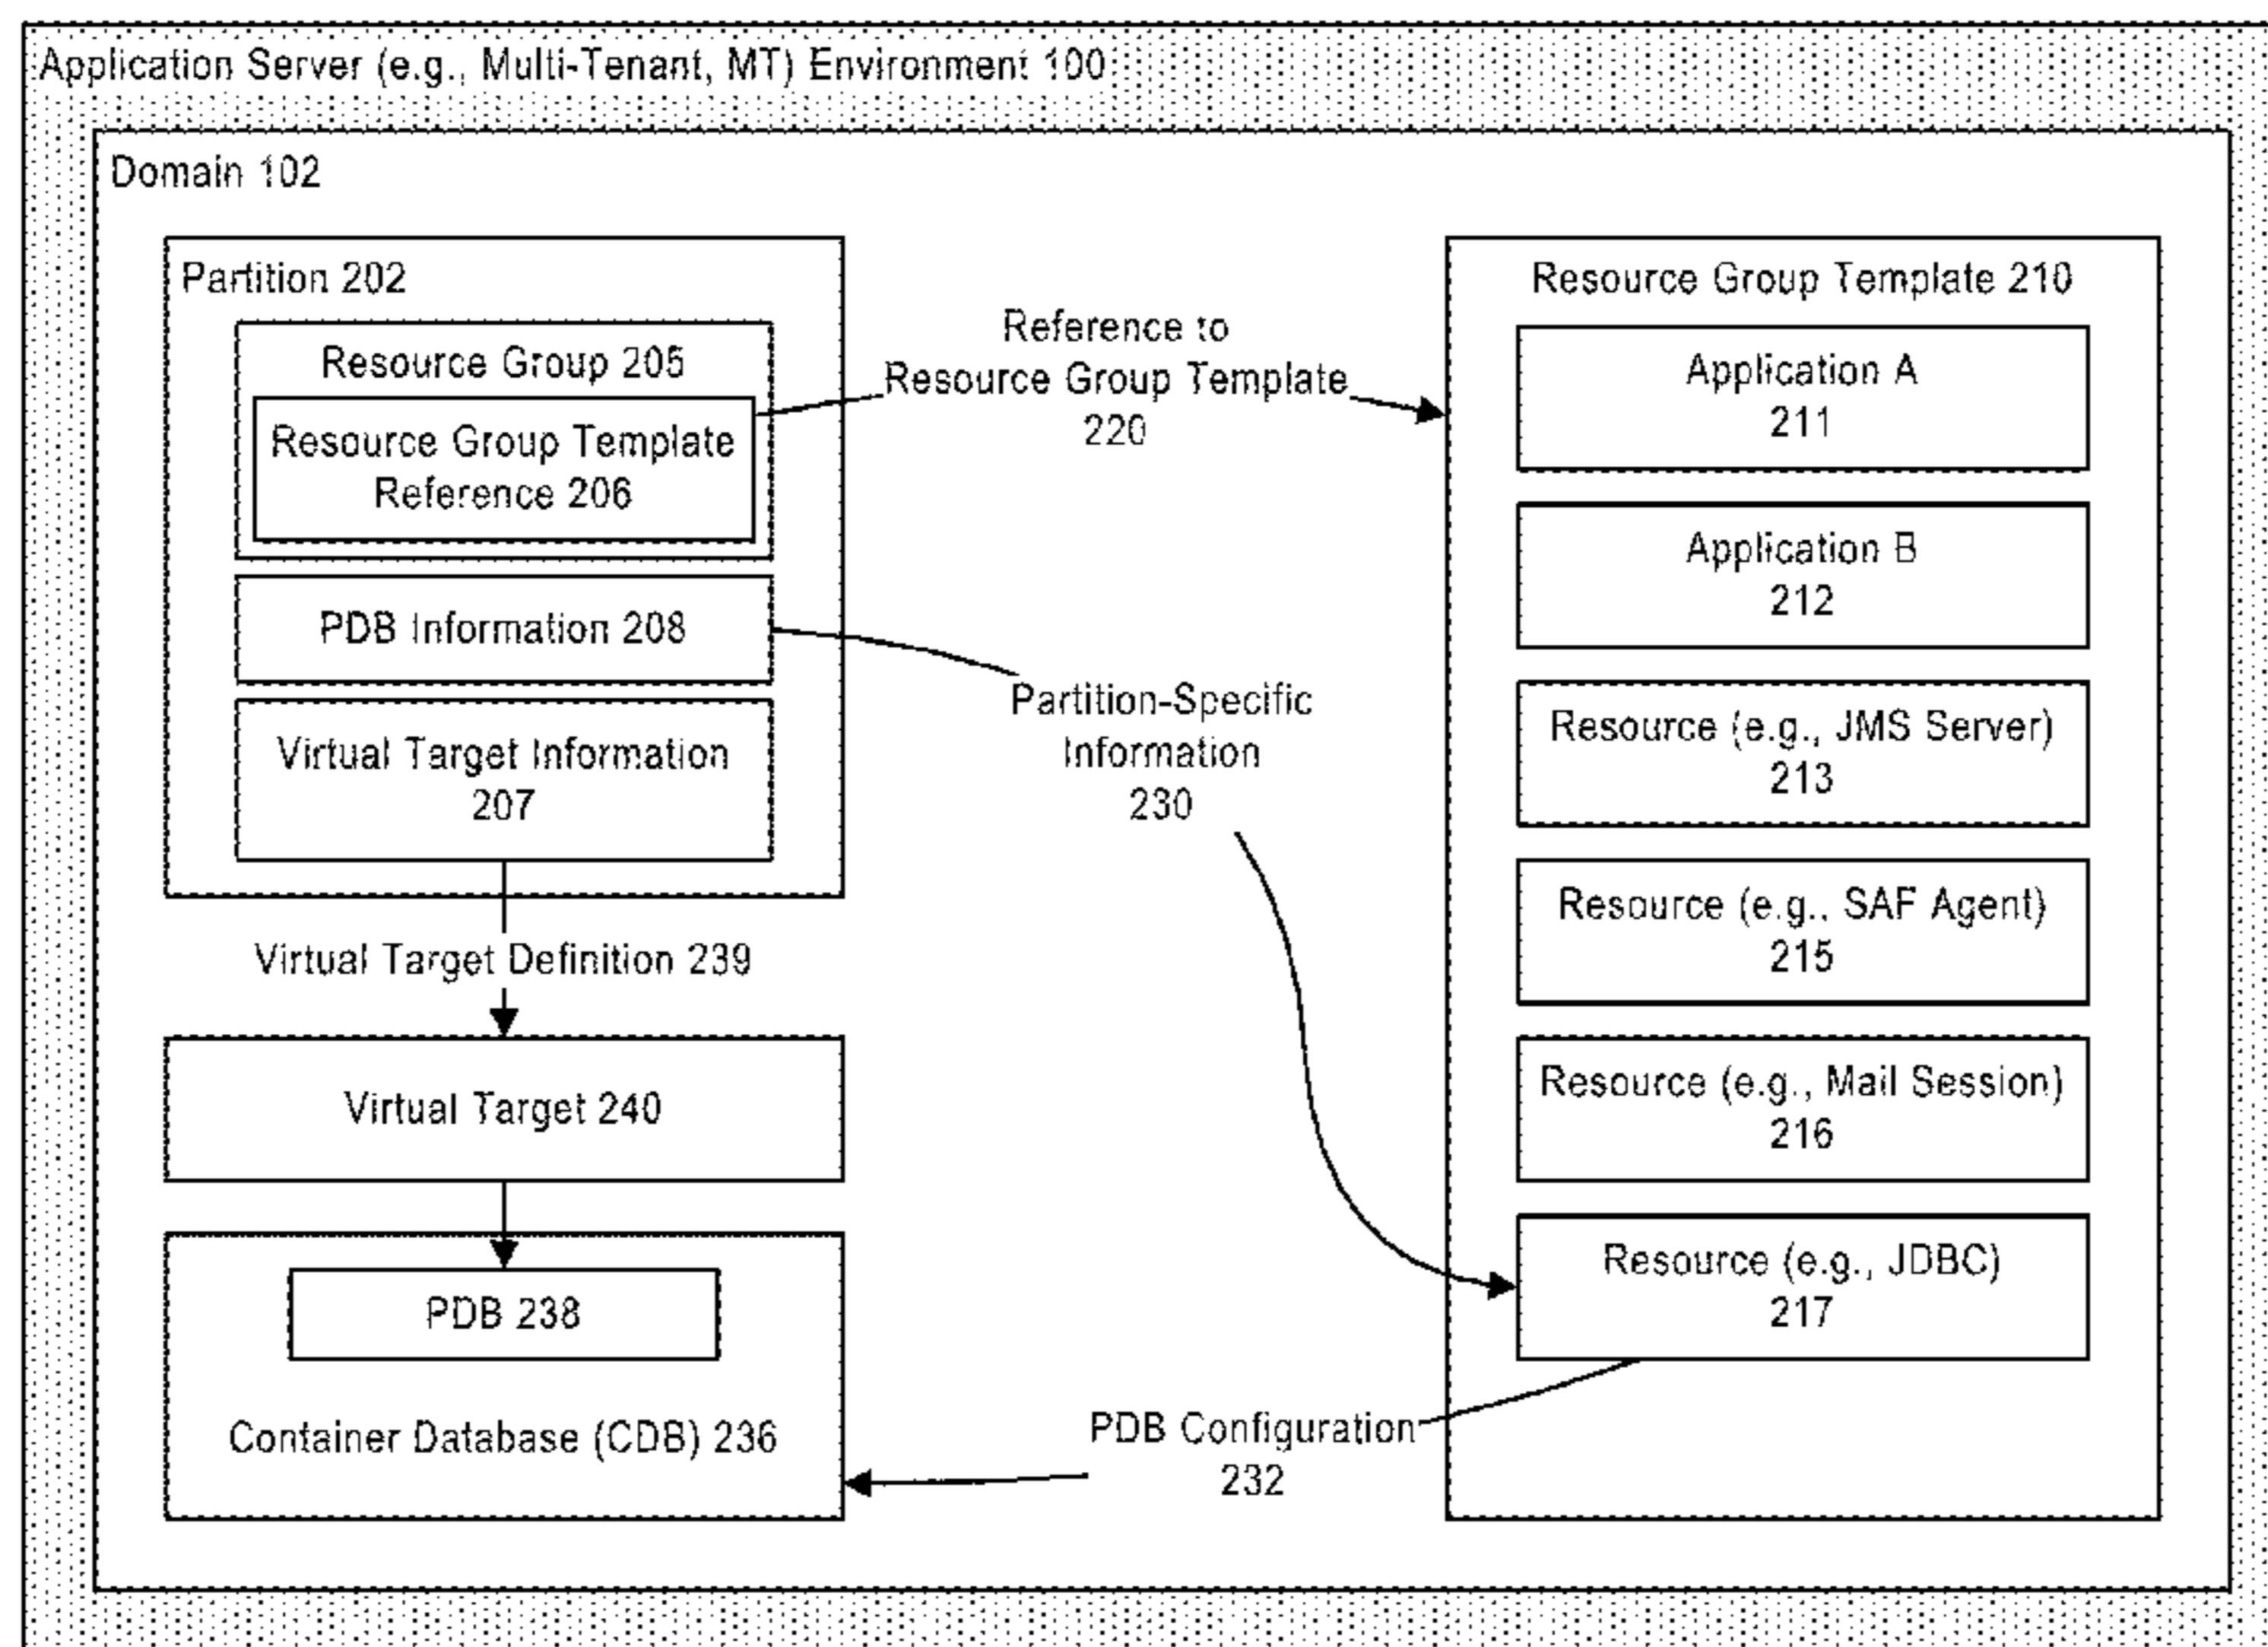 Application Server (e.g., Multi-Tenant, MT) Environment 100
Domain 102
Partition 202
Resource Group 205
Resource Group Template
Reference 206
PDB Information 208
Virtual Target Information
207
Virtual Target Definition 239
Virtual Target 240
PDB 238
Container Database (CDB) 236
Reference to
Resource Group Template
220
Partition-Specific
Information
230
PDB Configuration
232
Resource Group Template 210
Application A
211
Application B
212
Resource (e.g., JMS Server)
213
Resource (e.g., SAF Agent)
215
Resource (e.g., Mail Session)
216
Resource (e.g., JDBC)
217